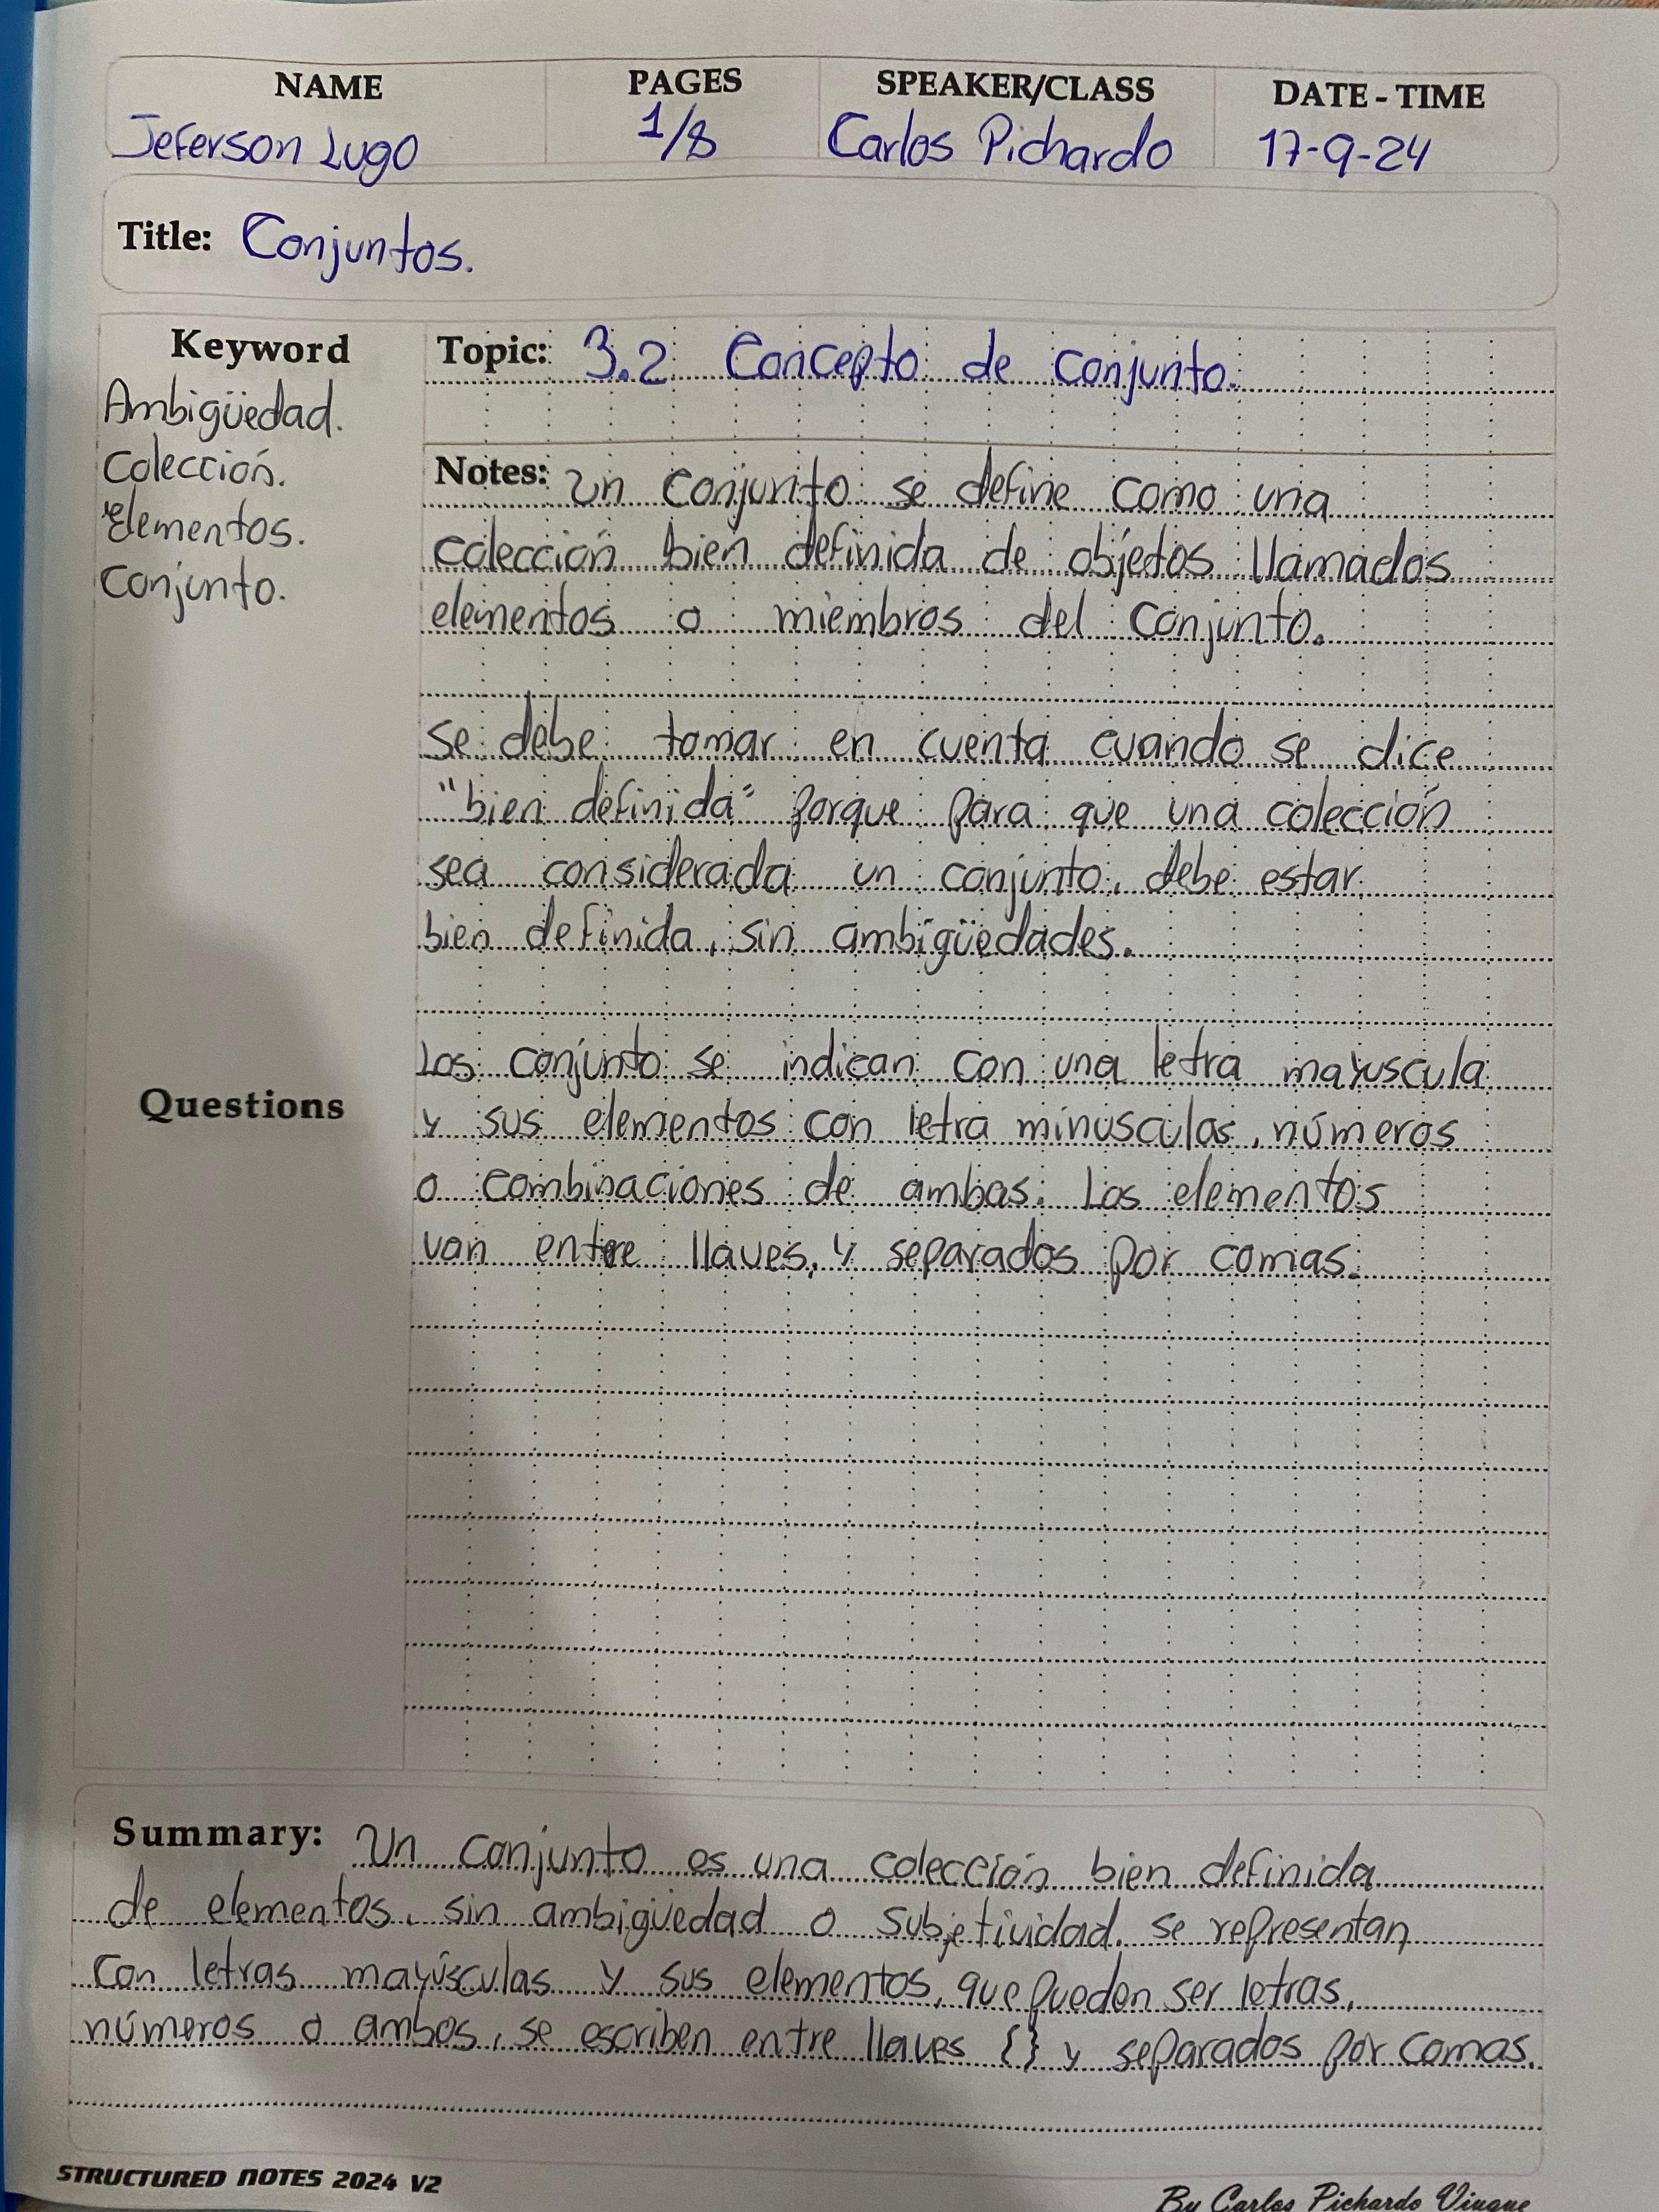 NAME PAGES SPEAKER/CLASS DATE - TIME
Jeferson Lugo 1/8 Carlos Pichardo 17-9-24
Title: Conjuntos.
Keyword
Ambigüedad.
Colección.
Elementos.
Conjunto.
Topic: 3.2 Concepto de conjunto.
Notes: Un conjunto se define como una
colección bien definida de objetos llamados
elementos o miembros del conjunto.
Se debe tomar en cuenta cuando se dice
"bien definida" porque para que una colección
sea considerada un conjunto, debe estar
bien definida, sin ambigüedades.
Los conjunto se indican con una letra mayuscula
y sus elementos con letra minúsculas, números
o combinaciones de ambas. Los elementos
van entre llaves, y separados por comas.
Questions
Summary: Un conjunto es una colección bien definida
de elementos, sin ambigüedad o subjetividad. Se representan
con letras mayúsculas y sus elementos, que pueden ser letras,
números o ambos, se escriben entre llaves {} y separados por comas.
STRUCTURED NOTES 2024 V2
By Carlos Pichardo Viuque